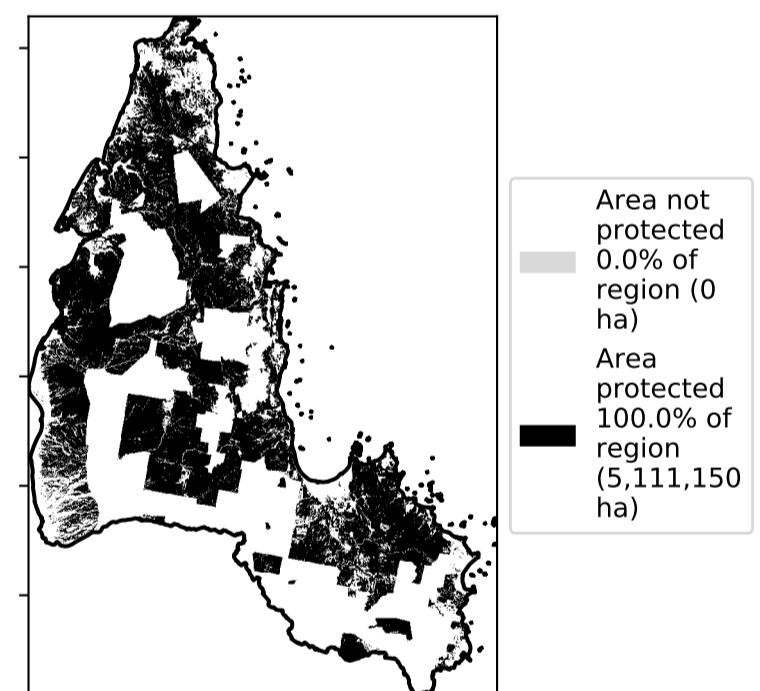 Area not
protected
0.0% of
region (0
ha)
Area
protected
100.0% of
region
(5,111,150
ha)